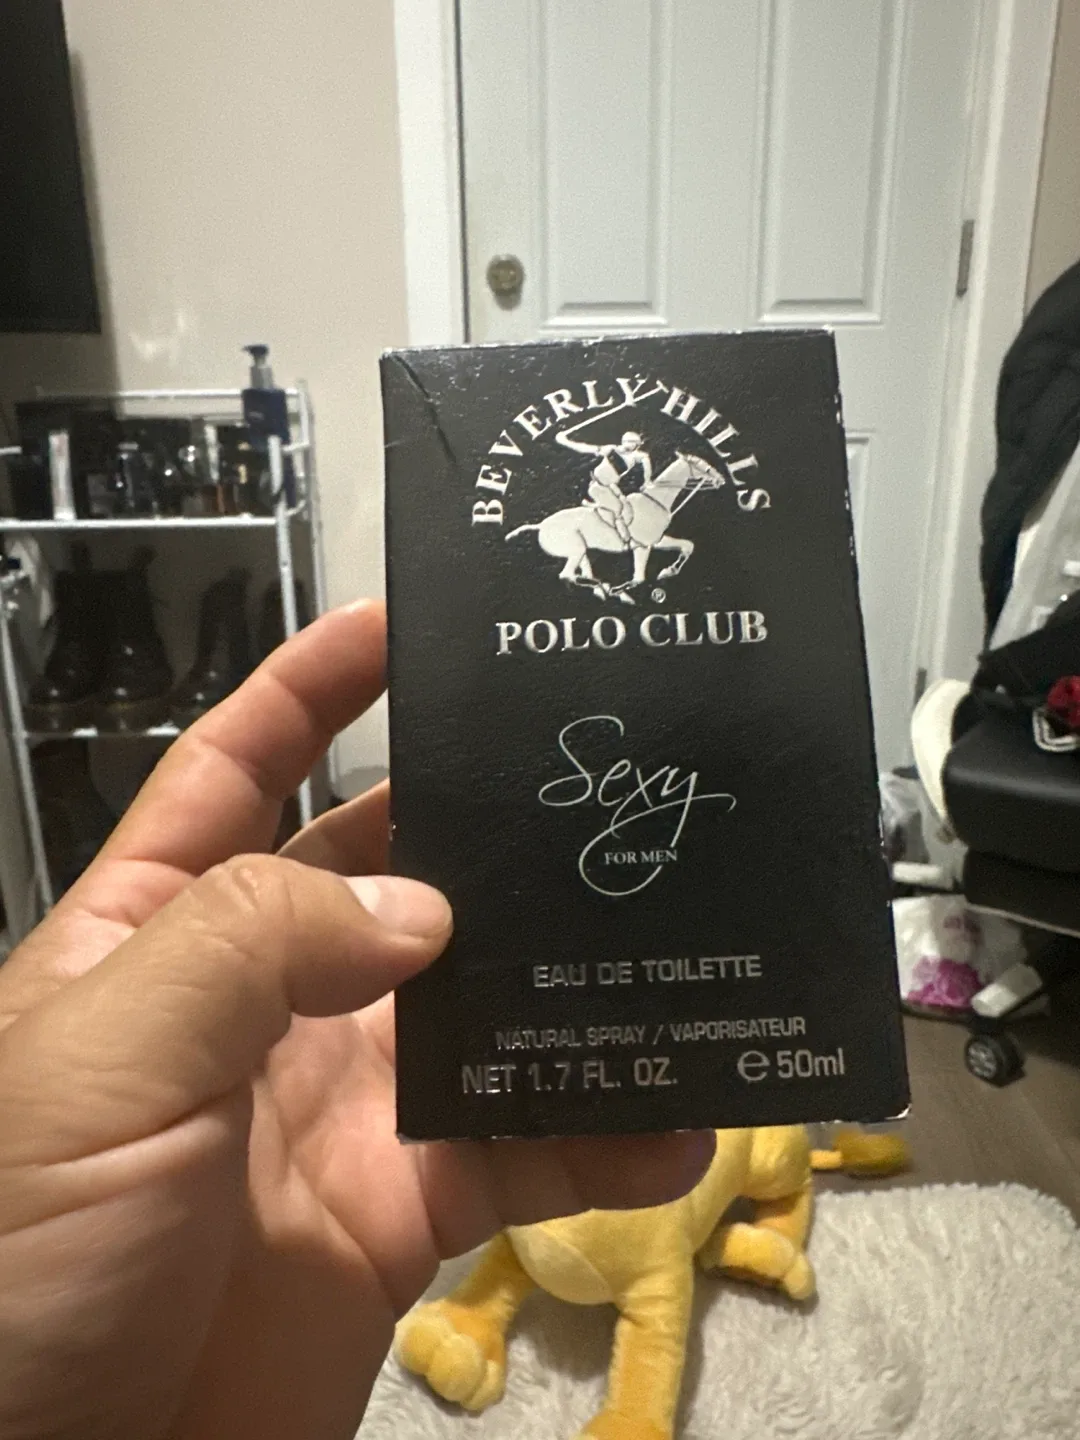 BEVERLY HILLS
®
POLO CLUB
Sexy
FOR MEN
EAU DE TOILETTE
NATURAL SPRAY / VAPORISATEUR
NET 1.7 FL. OZ. ℮ 50ml